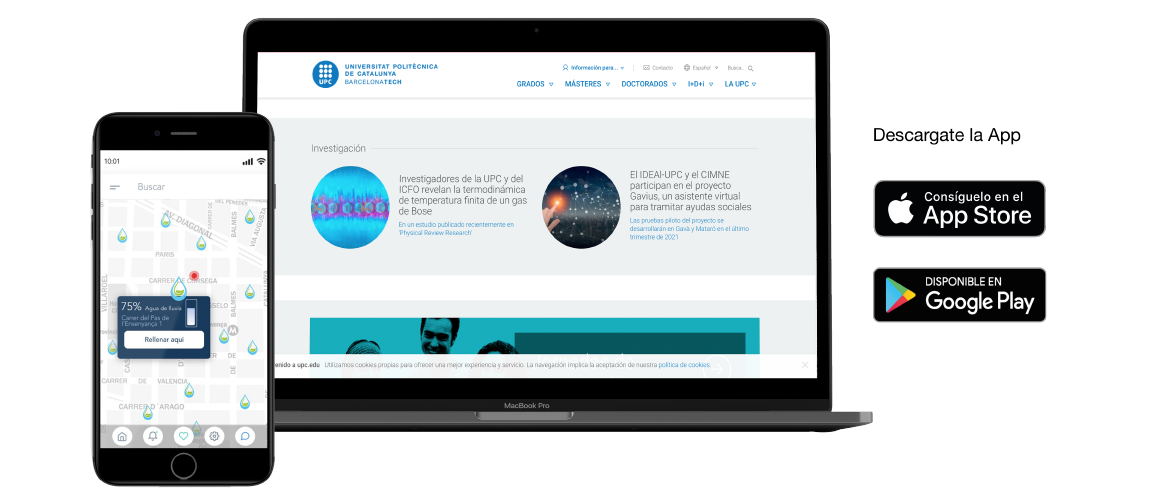 UNIVERSITAT POLITÈCNICA
DE CATALUNYA
BARCELONATECH
UPC
Información para...
Contacto
Español
Busca...
GRADOS
MÁSTERES
DOCTORADOS
I+D+i
LA UPC
Investigación
Investigadores de la UPC y del
ICFO revelan la termodinámica
de temperatura finita de un gas
de Bose
En un estudio publicado recientemente en
'Physical Review Research'
El IDEAI-UPC y el CIMNE
participan en el proyecto
Gavius, un asistente virtual
para tramitar ayudas sociales
Las pruebas piloto del proyecto se
desarrollarán en Gavà y Mataró en el último
trimestre de 2021
enido a upc.edu Utilizamos cookies propias para ofrecer una mejor experiencia y servicio. La navegación implica la aceptación de nuestra política de cookies.
MacBook Pro
10:01
Buscar
AV. DIAGONAL
BALMES
VIA AUGUSTA
PARIS
CARRER DE CÒRSEGA
VILLAROEL
BALMES
75% Agua de lluvia
Carrer del Pas de
l'Ensenyança 1
Rellenar aquí
CARRER DE VALENCIA
CARRER D'ARAGO
Descargate la App
Consíguelo en el
App Store
DISPONIBLE EN
Google Play